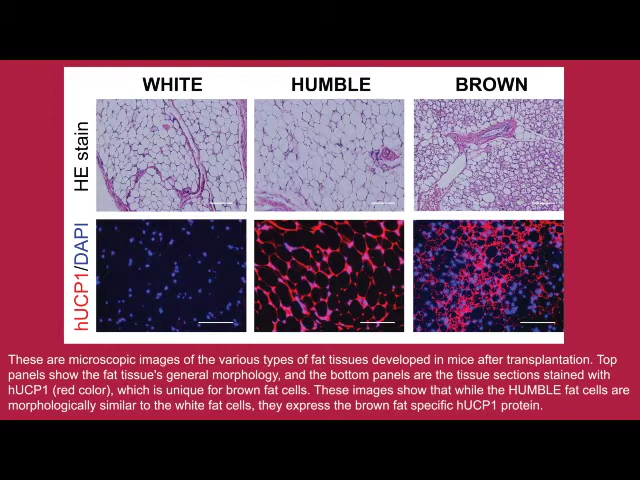 WHITE HUMBLE BROWN
HE stain
hUCP1/DAPI
These are microscopic images of the various types of fat tissues developed in mice after transplantation. Top
panels show the fat tissue's general morphology, and the bottom panels are the tissue sections stained with
hUCP1 (red color), which is unique for brown fat cells. These images show that while the HUMBLE fat cells are
morphologically similar to the white fat cells, they express the brown fat specific hUCP1 protein.